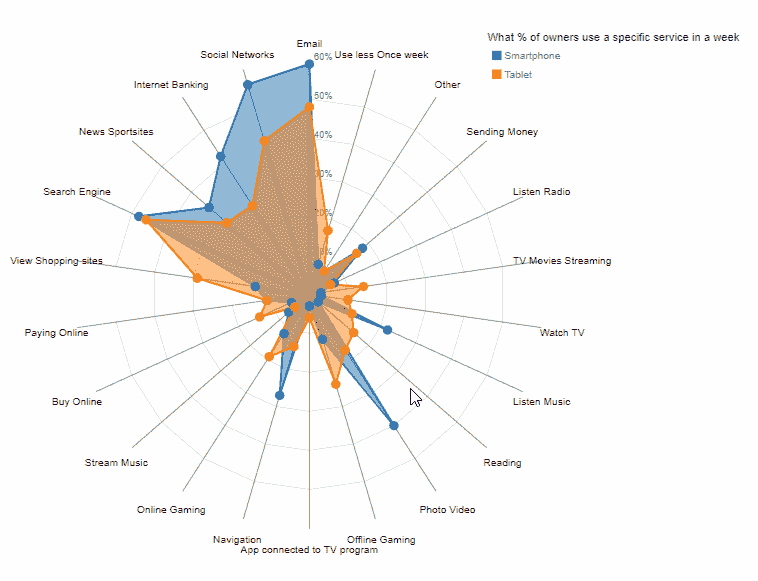 What % of owners use a specific service in a week
Smartphone
Tablet
Email
Social Networks
Use less Once week
Internet Banking
Other
News Sportsites
Sending Money
Search Engine
Listen Radio
View Shopping sites
TV Movies Streaming
Paying Online
Watch TV
Buy Online
Listen Music
Stream Music
Reading
Online Gaming
Photo Video
Navigation
Offline Gaming
App connected to TV program
60%
50%
40%
30%
20%